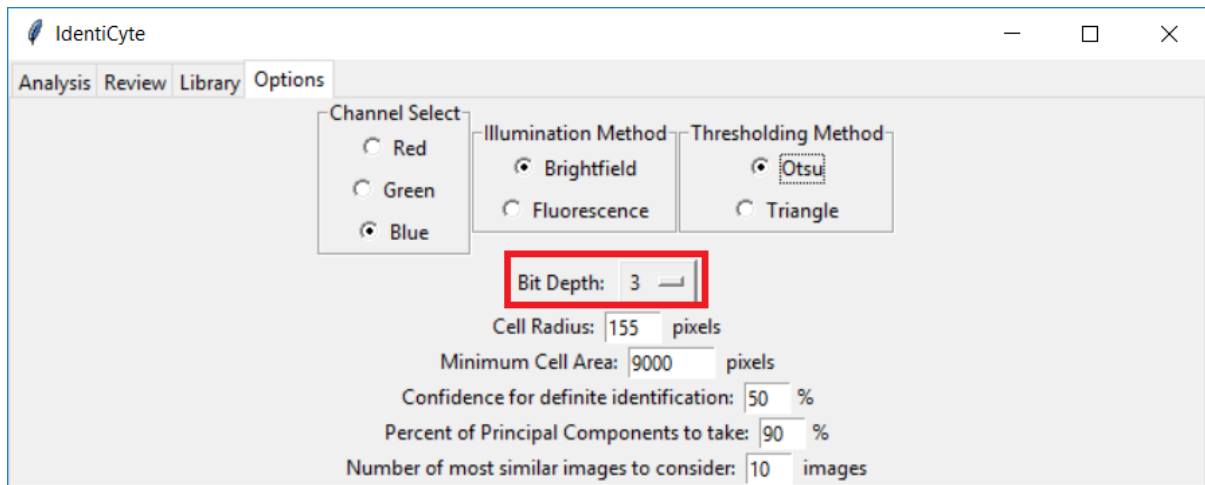 IdentiCyte
Analysis Review Library Options
Channel Select
Red
Green
Blue
Illumination Method
Brightfield
Fluorescence
Thresholding Method
Otsu
Triangle
Bit Depth: 3
Cell Radius: 155 pixels
Minimum Cell Area: 9000 pixels
Confidence for definite identification: 50 %
Percent of Principal Components to take: 90 %
Number of most similar images to consider: 10 images